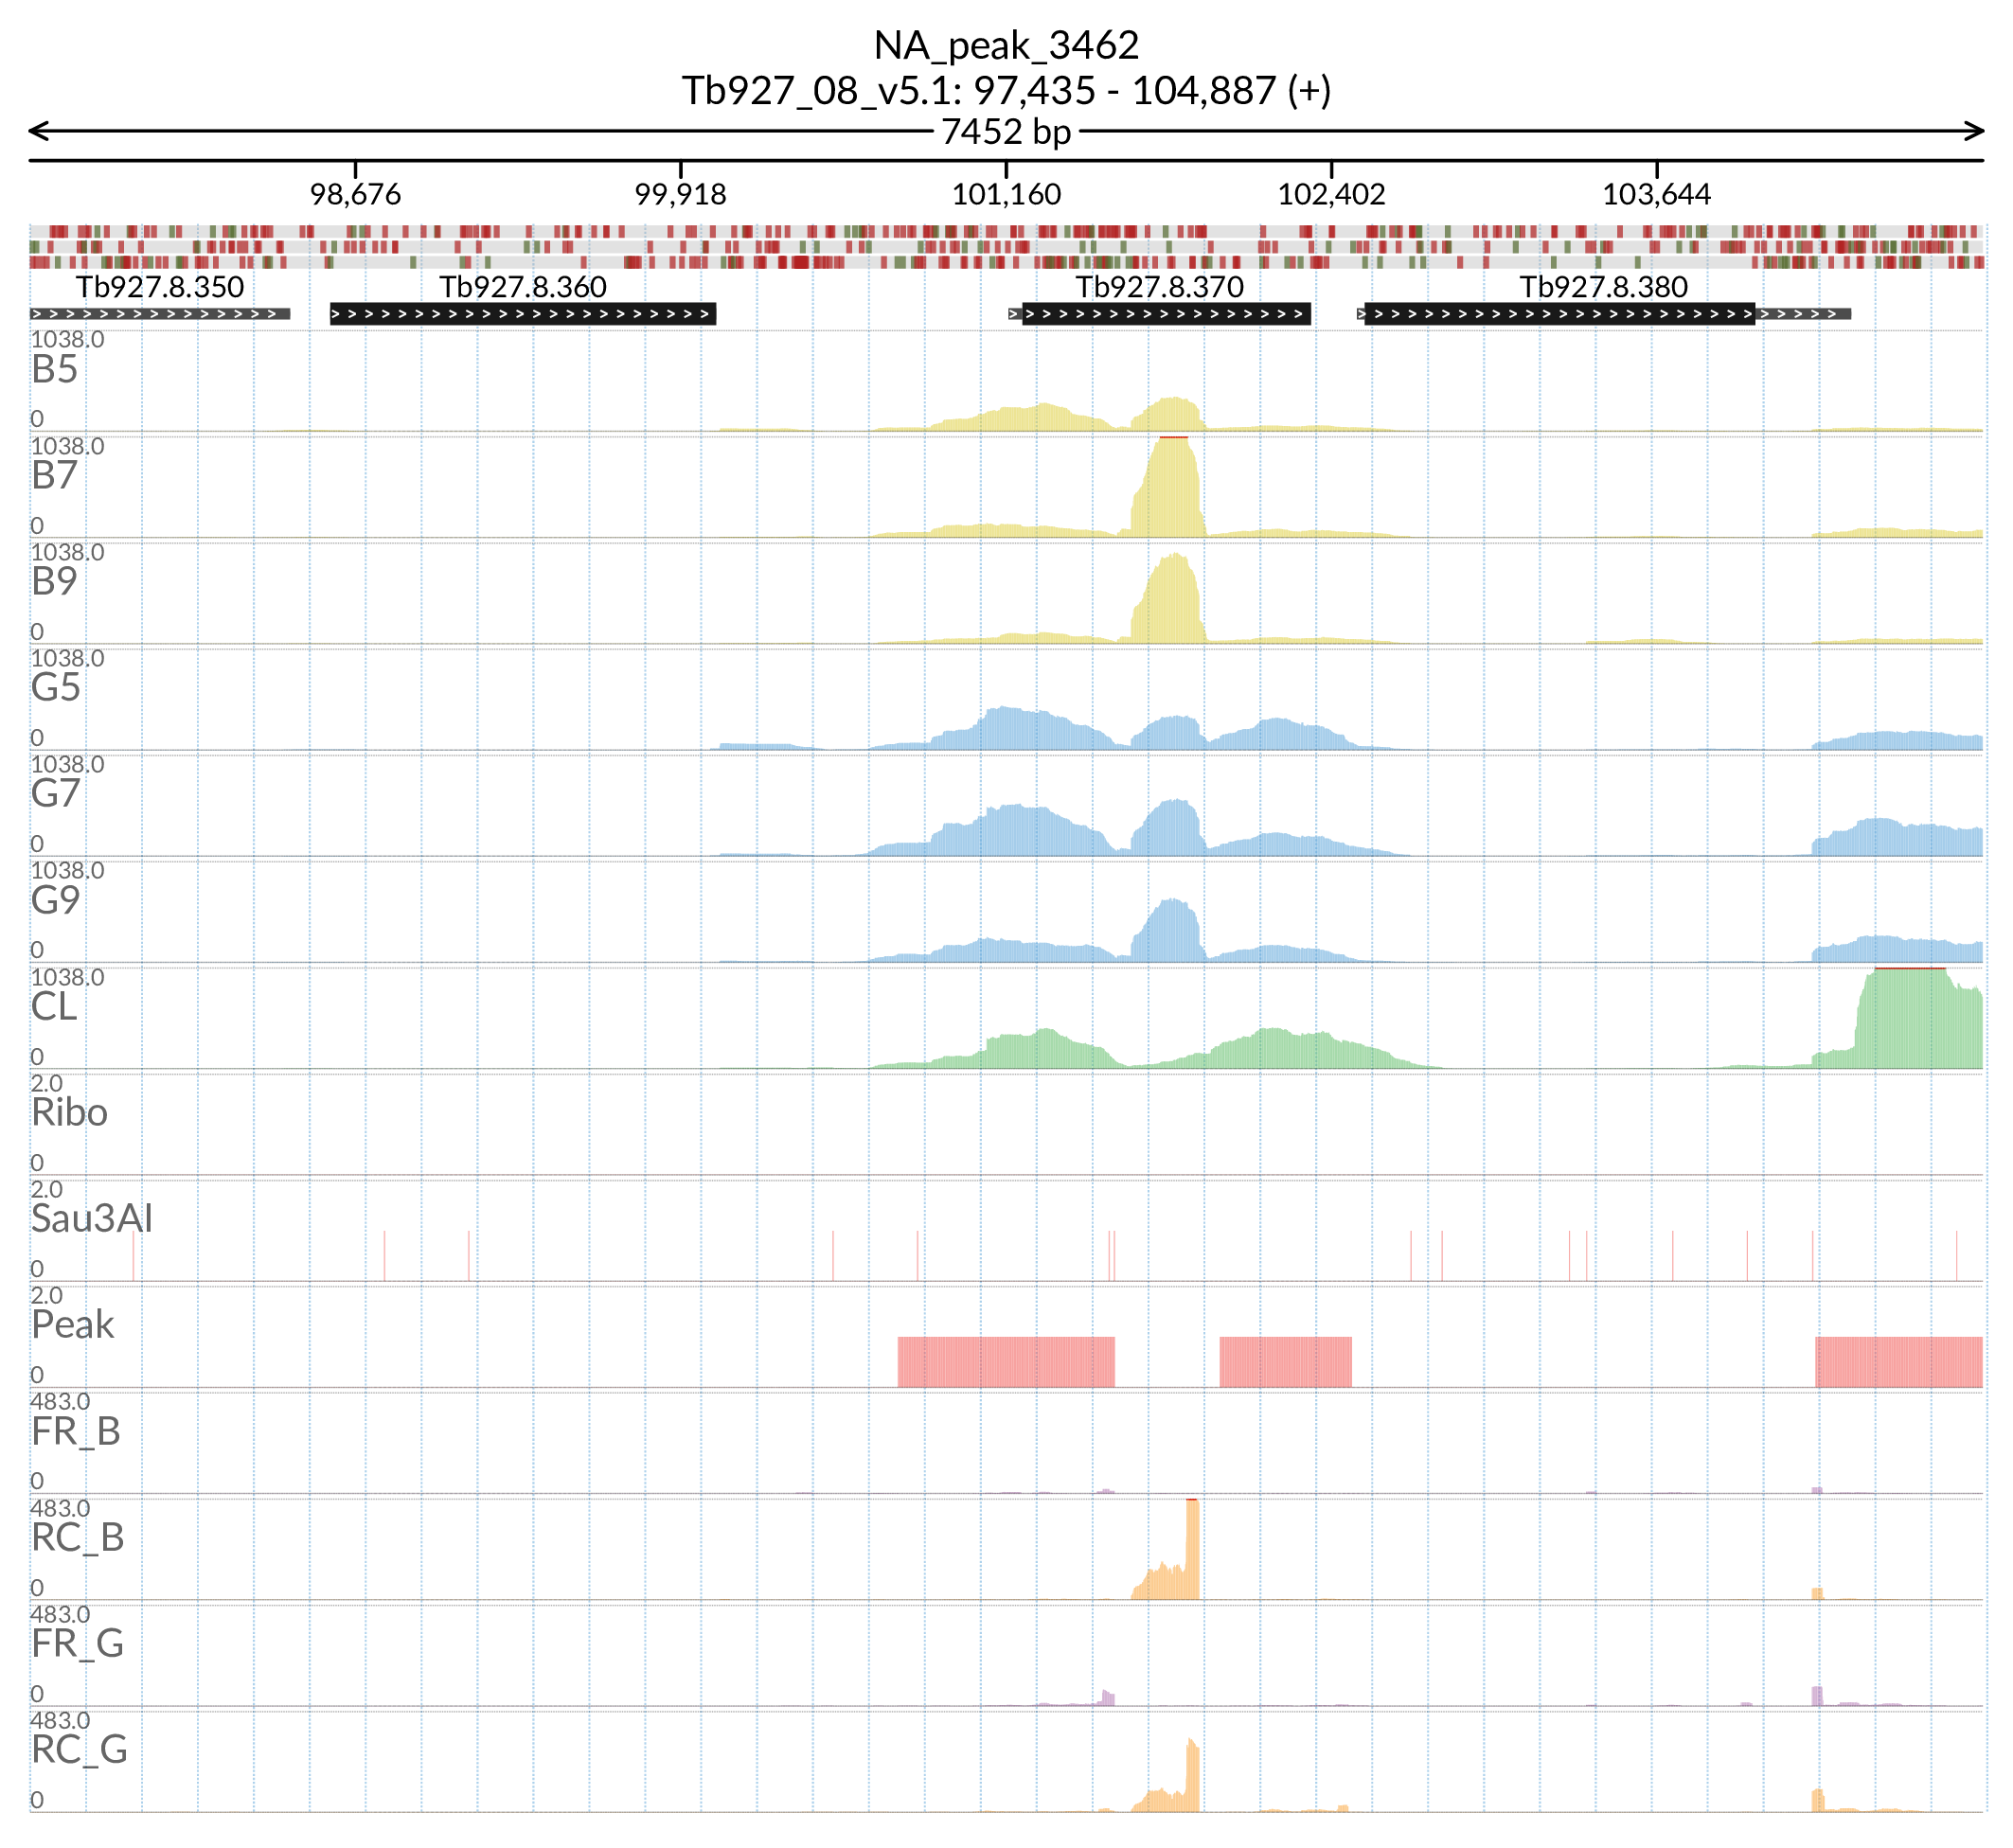 NA_peak_3462
Tb927_08_v5.1: 97,435 - 104,887 (+)
7452 bp
98,676 99,918 101,160 102,402 103,644
Tb927.8.350 Tb927.8.360 Tb927.8.370 Tb927.8.380
1038.0
B5
0
1038.0
B7
0
1038.0
B9
0
1038.0
G5
0
1038.0
G7
0
1038.0
G9
0
1038.0
CL
0
2.0
Ribo
0
2.0
Sau3AI
0
2.0
Peak
0
483.0
FR_B
0
483.0
RC_B
0
483.0
FR_G
0
483.0
RC_G
0